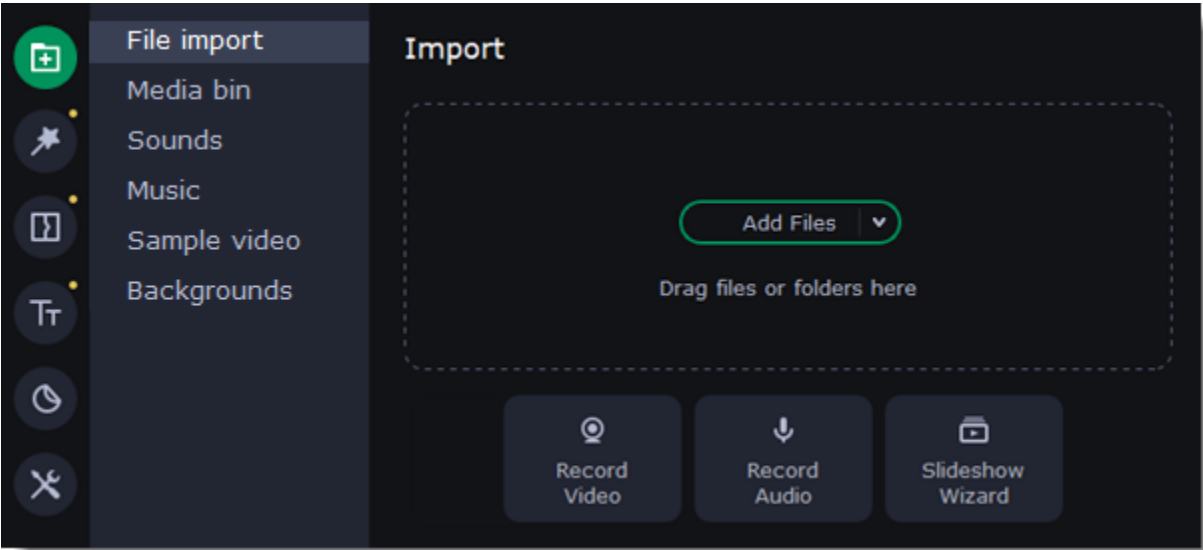 File import
Media bin
Sounds
Music
Sample video
Backgrounds
Import
Add Files
Drag files or folders here
Record
Video
Record
Audio
Slideshow
Wizard